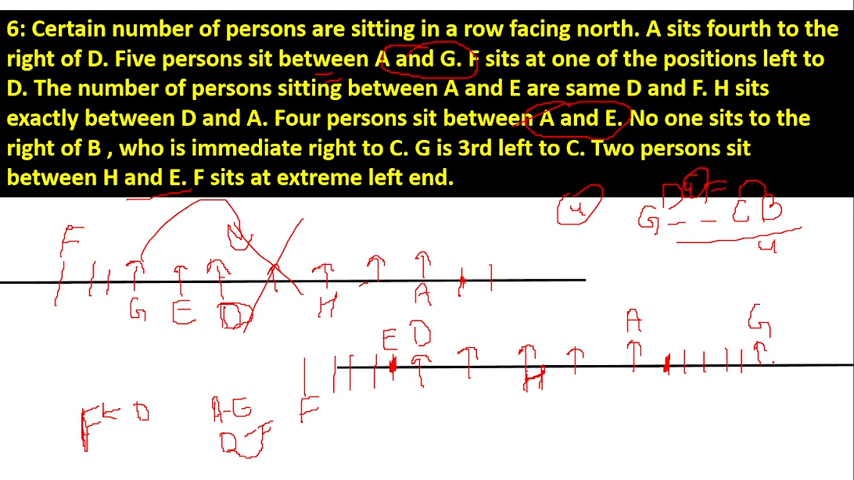 6: Certain number of persons are sitting in a row facing north. A sits fourth to the
right of D. Five persons sit between A and G. F sits at one of the positions left to
D. The number of persons sitting between A and E are same D and F. H sits
exactly between D and A. Four persons sit between A and E. No one sits to the
right of B , who is immediate right to C. G is 3rd left to C. Two persons sit
between H and E. F sits at extreme left end.
F
G E D H A
4
G _ _ C B
4
E D H A G
F
F D
A-G
D-F